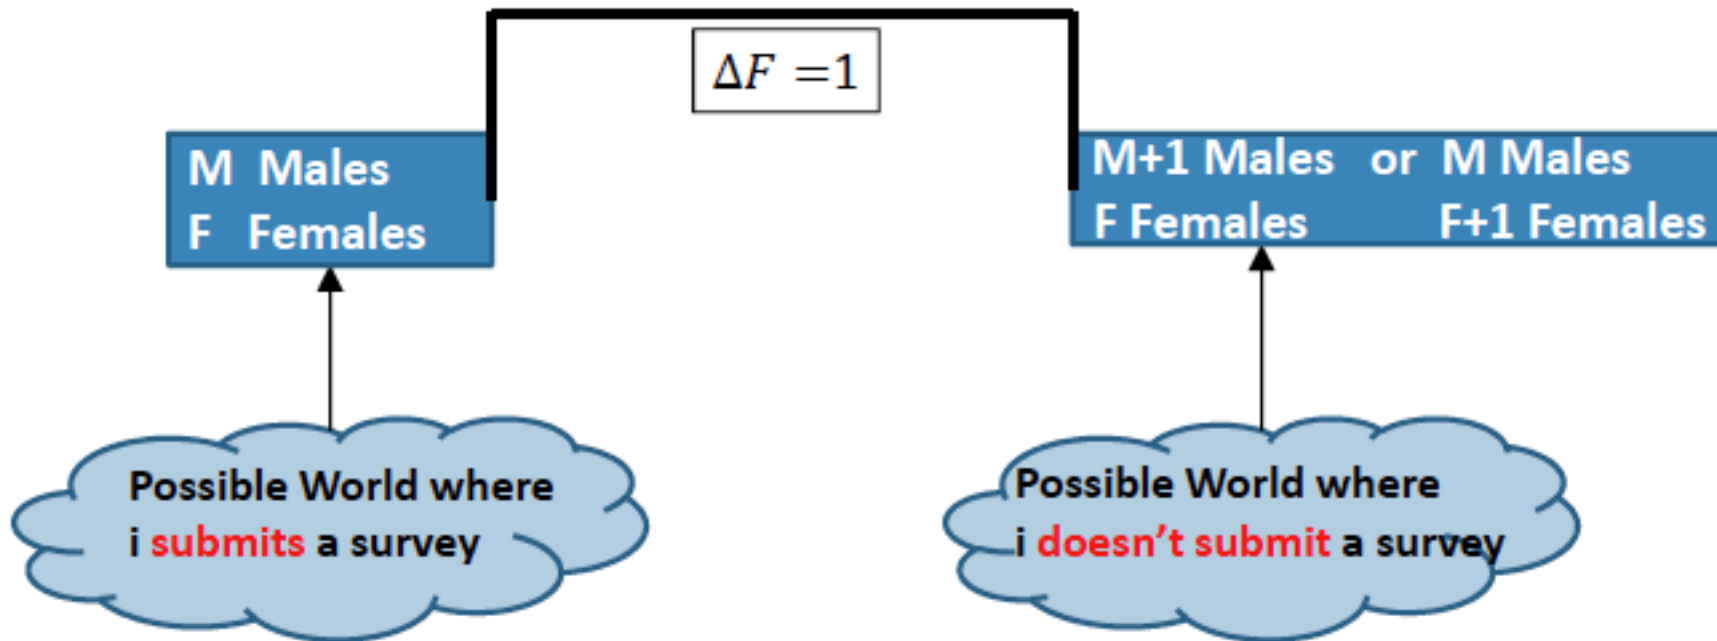 ΔF =1
M Males
F Females
M+1 Males or M Males
F Females F+1 Females
Possible World where
i submits a survey
Possible World where
i doesn't submit a survey